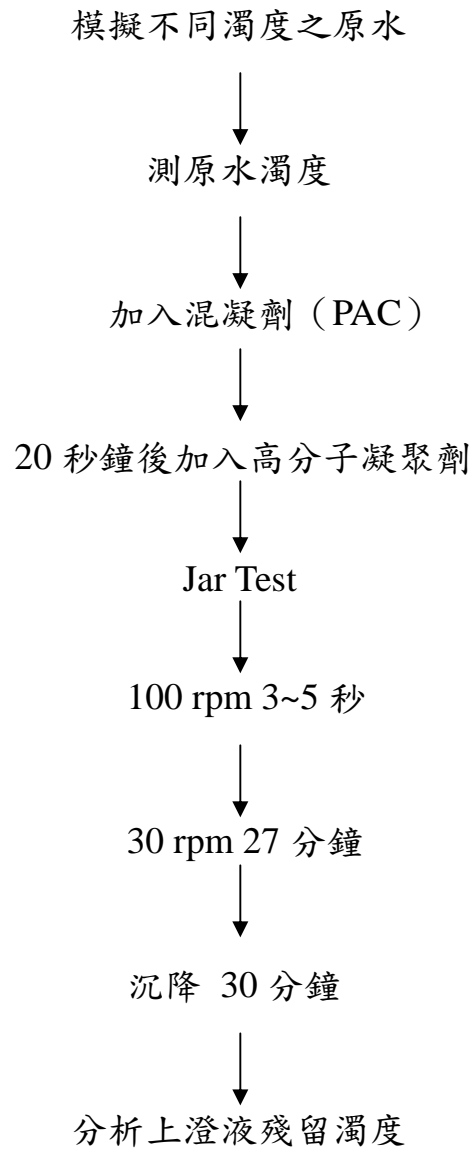 模擬不同濁度之原水
測原水濁度
加入混凝劑（PAC）
20 秒鐘後加入高分子凝聚劑
Jar Test
100 rpm 3~5 秒
30 rpm 27 分鐘
沉降 30 分鐘
分析上澄液殘留濁度